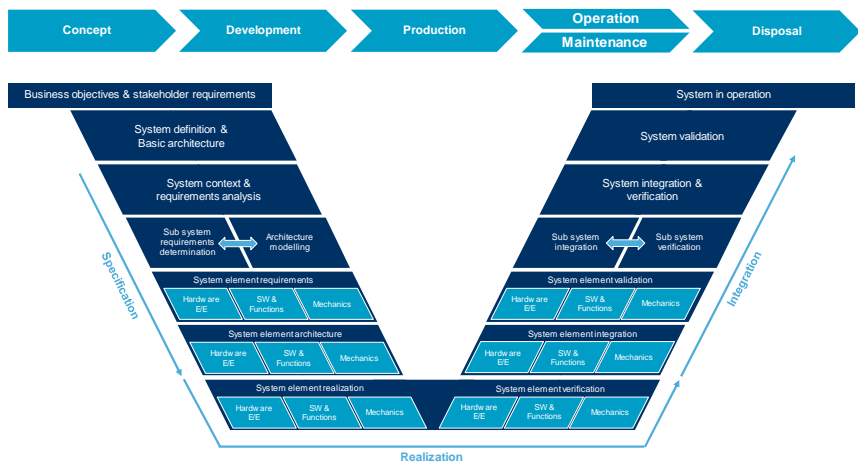 Concept
Development
Production
Operation
Maintenance
Disposal
Business objectives & stakeholder requirements
System in operation
System definition &
Basic architecture
System validation
System context &
requirements analysis
System integration &
verification
Sub system
requirements
determination
Architecture
modelling
Sub system
integration
Sub system
verification
System element requirements
Hardware
E/E
SW &
Functions
Mechanics
System element validation
Hardware
E/E
SW &
Functions
Mechanics
System element architecture
Hardware
E/E
SW &
Functions
Mechanics
System element integration
Hardware
E/E
SW &
Functions
Mechanics
System element realization
Hardware
E/E
SW &
Functions
Mechanics
System element verification
Hardware
E/E
SW &
Functions
Mechanics
Specification
Realization
Integration